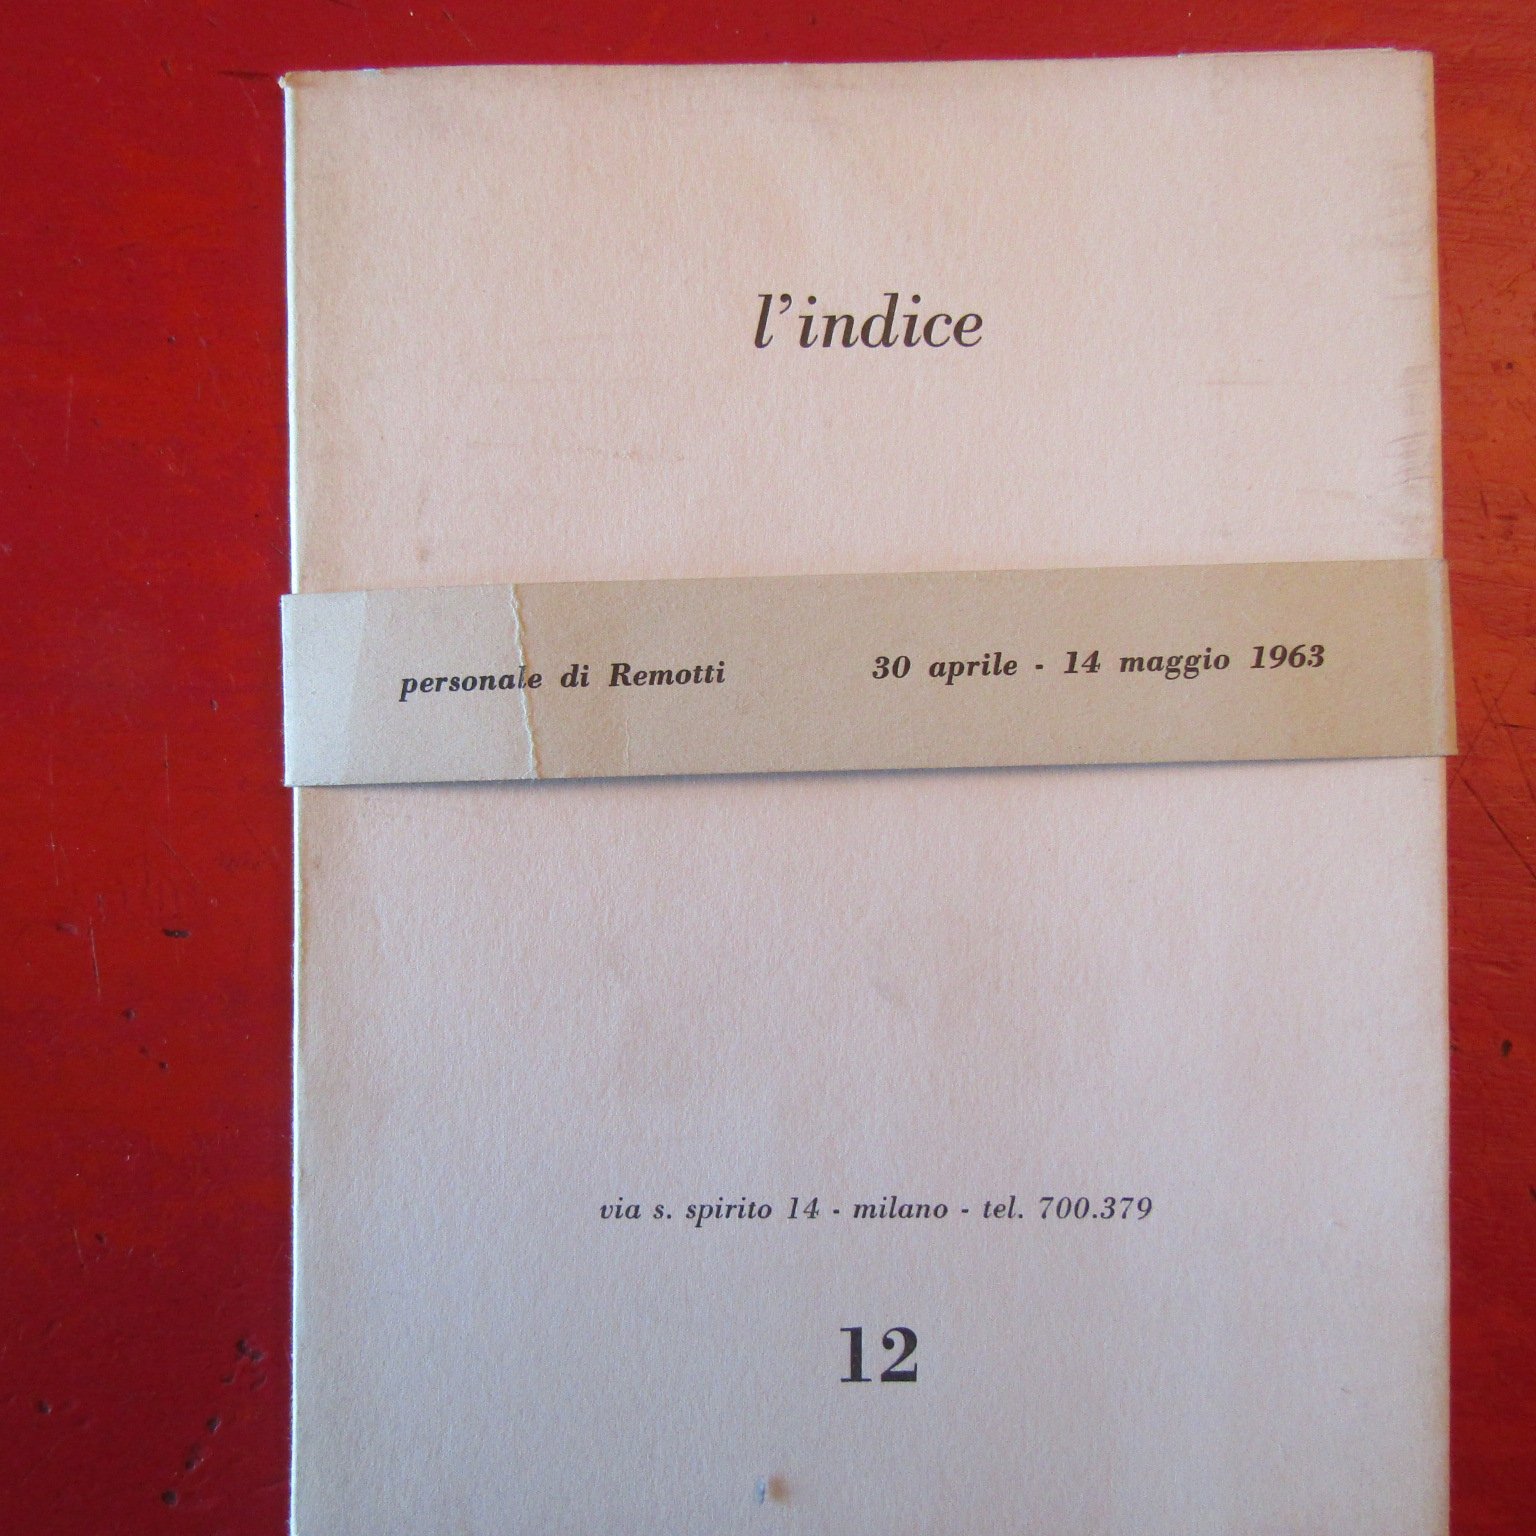 l'indice
personale di Remotti 30 aprile - 14 maggio 1963
via s. spirito 14 - milano - tel. 700.379
12